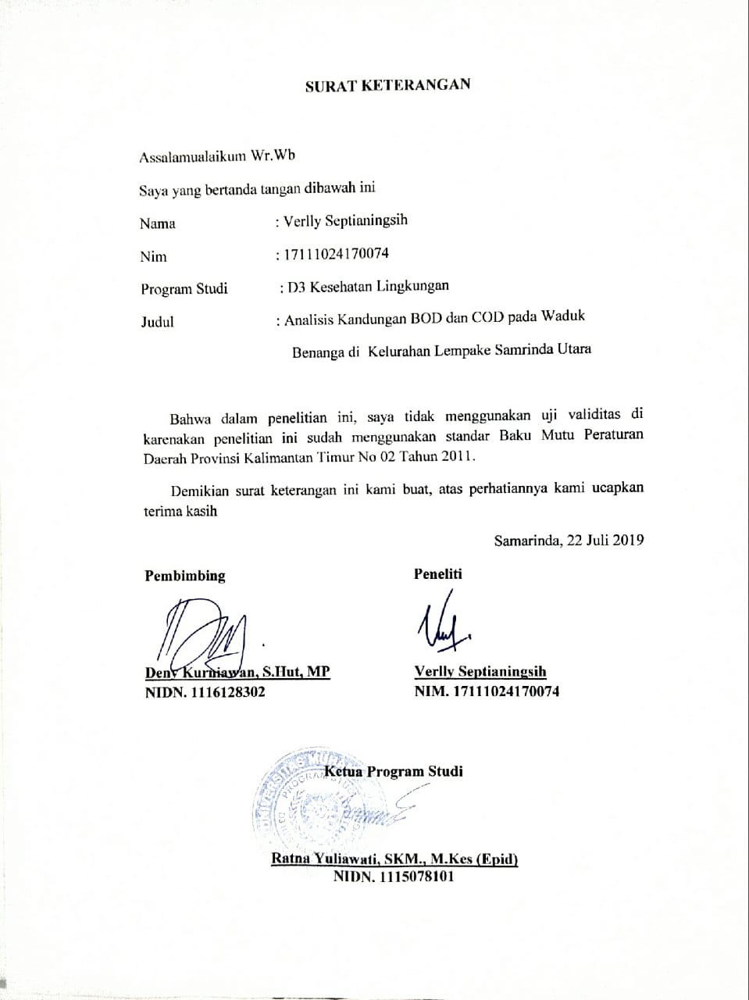 SURAT KETERANGAN
Assalamualaikum Wr.Wb
Saya yang bertanda tangan dibawah ini
Nama : Verlly Septianingsih
Nim : 17111024170074
Program Studi : D3 Kesehatan Lingkungan
Judul : Analisis Kandungan BOD dan COD pada Waduk
Benanga di Kelurahan Lempake Samrinda Utara
Bahwa dalam penelitian ini, saya tidak menggunakan uji validitas di
karenakan penelitian ini sudah menggunakan standar Baku Mutu Peraturan
Daerah Provinsi Kalimantan Timur No 02 Tahun 2011.
Demikian surat keterangan ini kami buat, atas perhatiannya kami ucapkan
terima kasih
Samarinda, 22 Juli 2019
Pembimbing
Deny Kurniawan, S.Hut, MP
NIDN. 1116128302
Peneliti
Verlly Septianingsih
NIM. 17111024170074
Ketua Program Studi
UNIVERSITAS
PROGRAM STUDI
Ratna Yuliawati, SKM., M.Kes (Epid)
NIDN. 1115078101